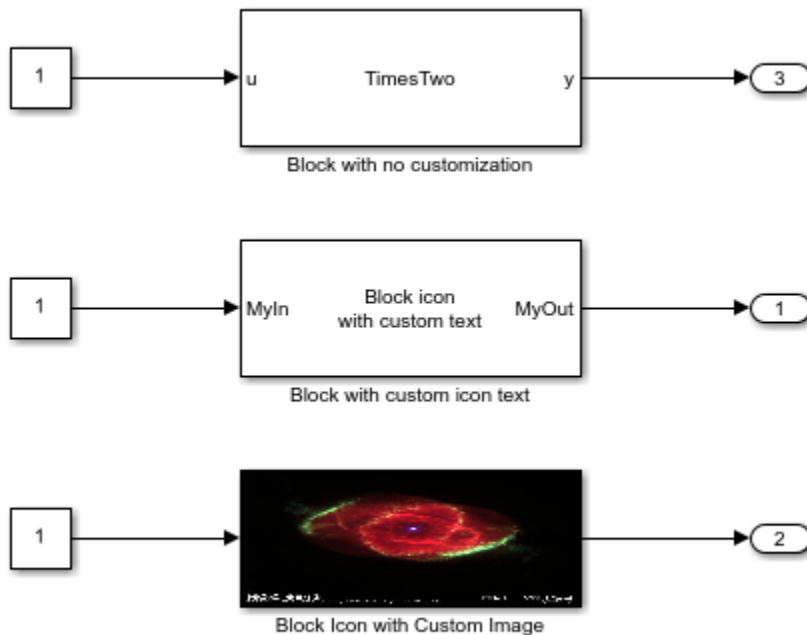 1
u
TimesTwo
y
3
Block with no customization
1
MyIn
Block icon
with custom text
MyOut
1
Block with custom icon text
1
2
Block Icon with Custom Image